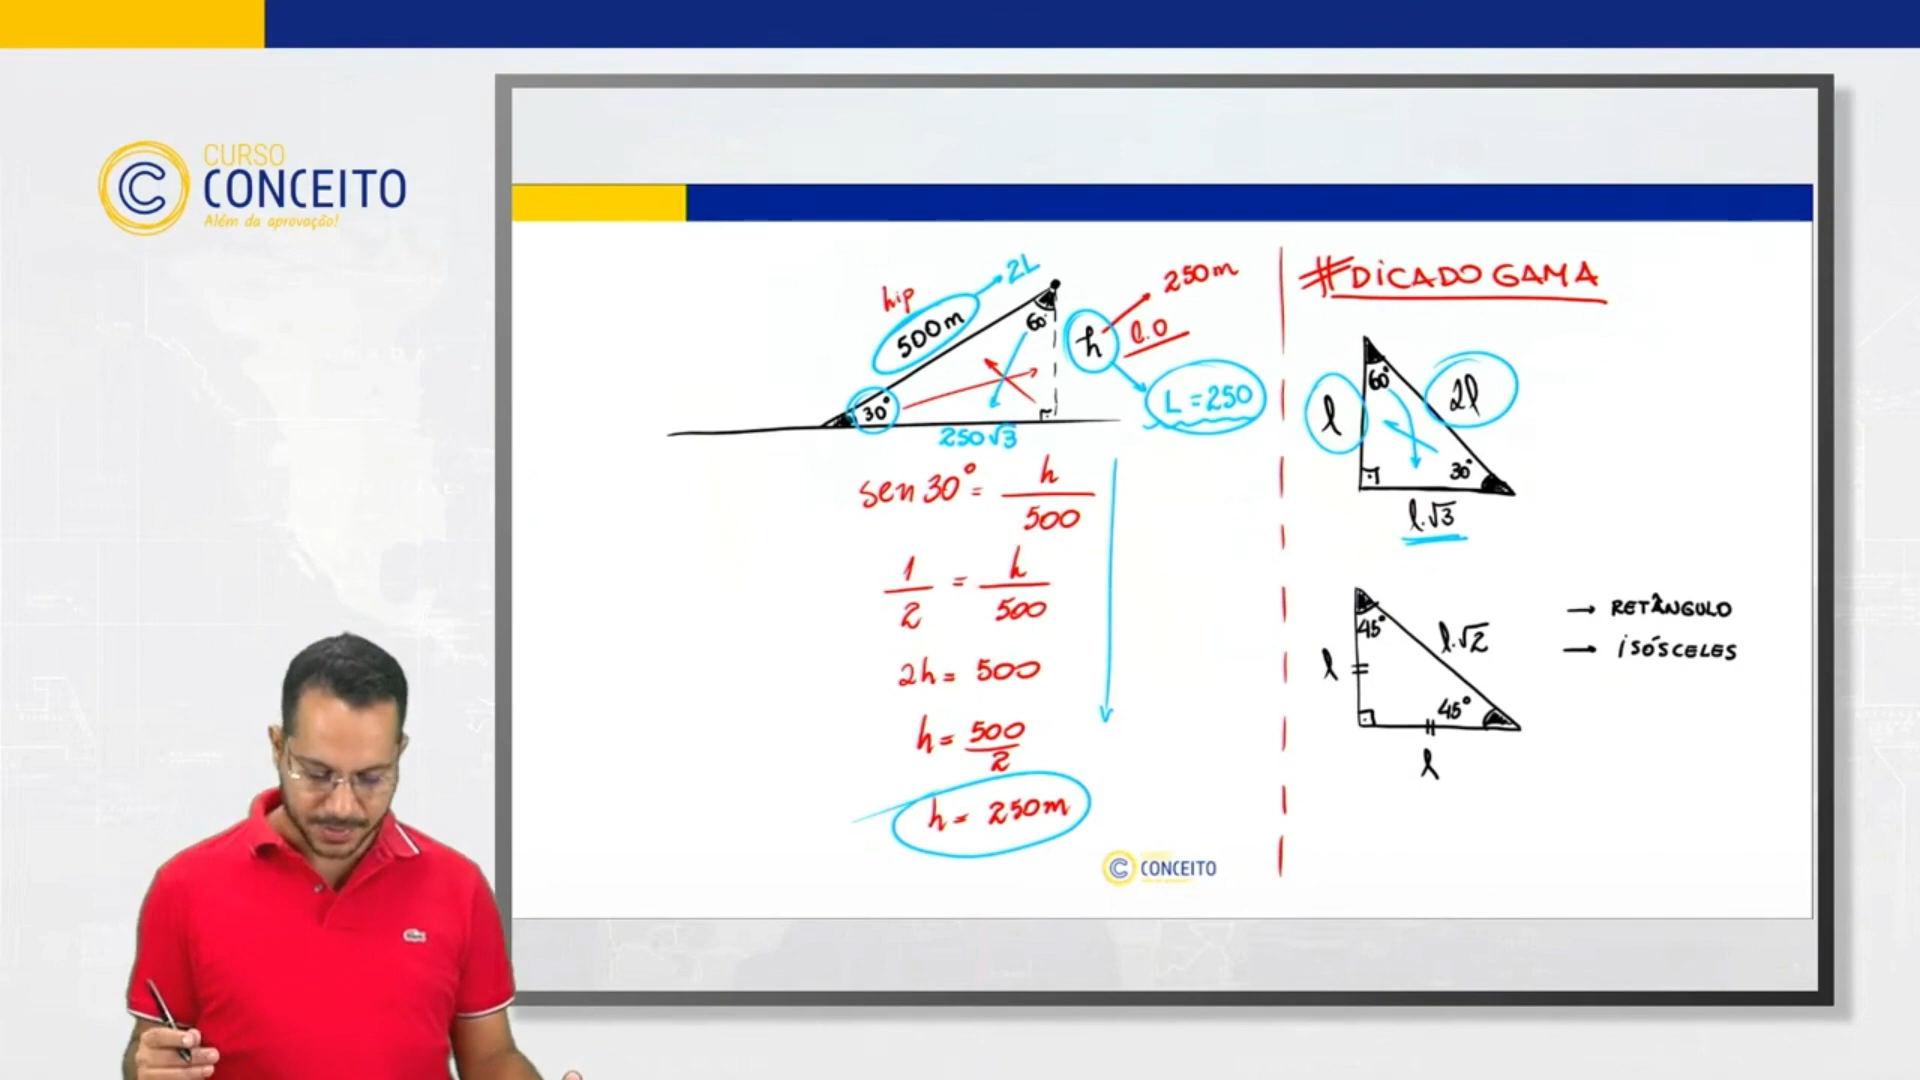 CURSO
CONCEITO
Além da aprovação!
hip
500m
2L
60°
h
250m
C.O
L = 250
30°
250√3
sen 30° = h/500
1/2 = h/500
2h = 500
h = 500/2
h = 250m
CONCEITO
#DICADOGAMA
60°
l
2l
30°
l.√3
45°
l.√2
l
45°
l
→ RETÂNGULO
→ ISÓSCELES